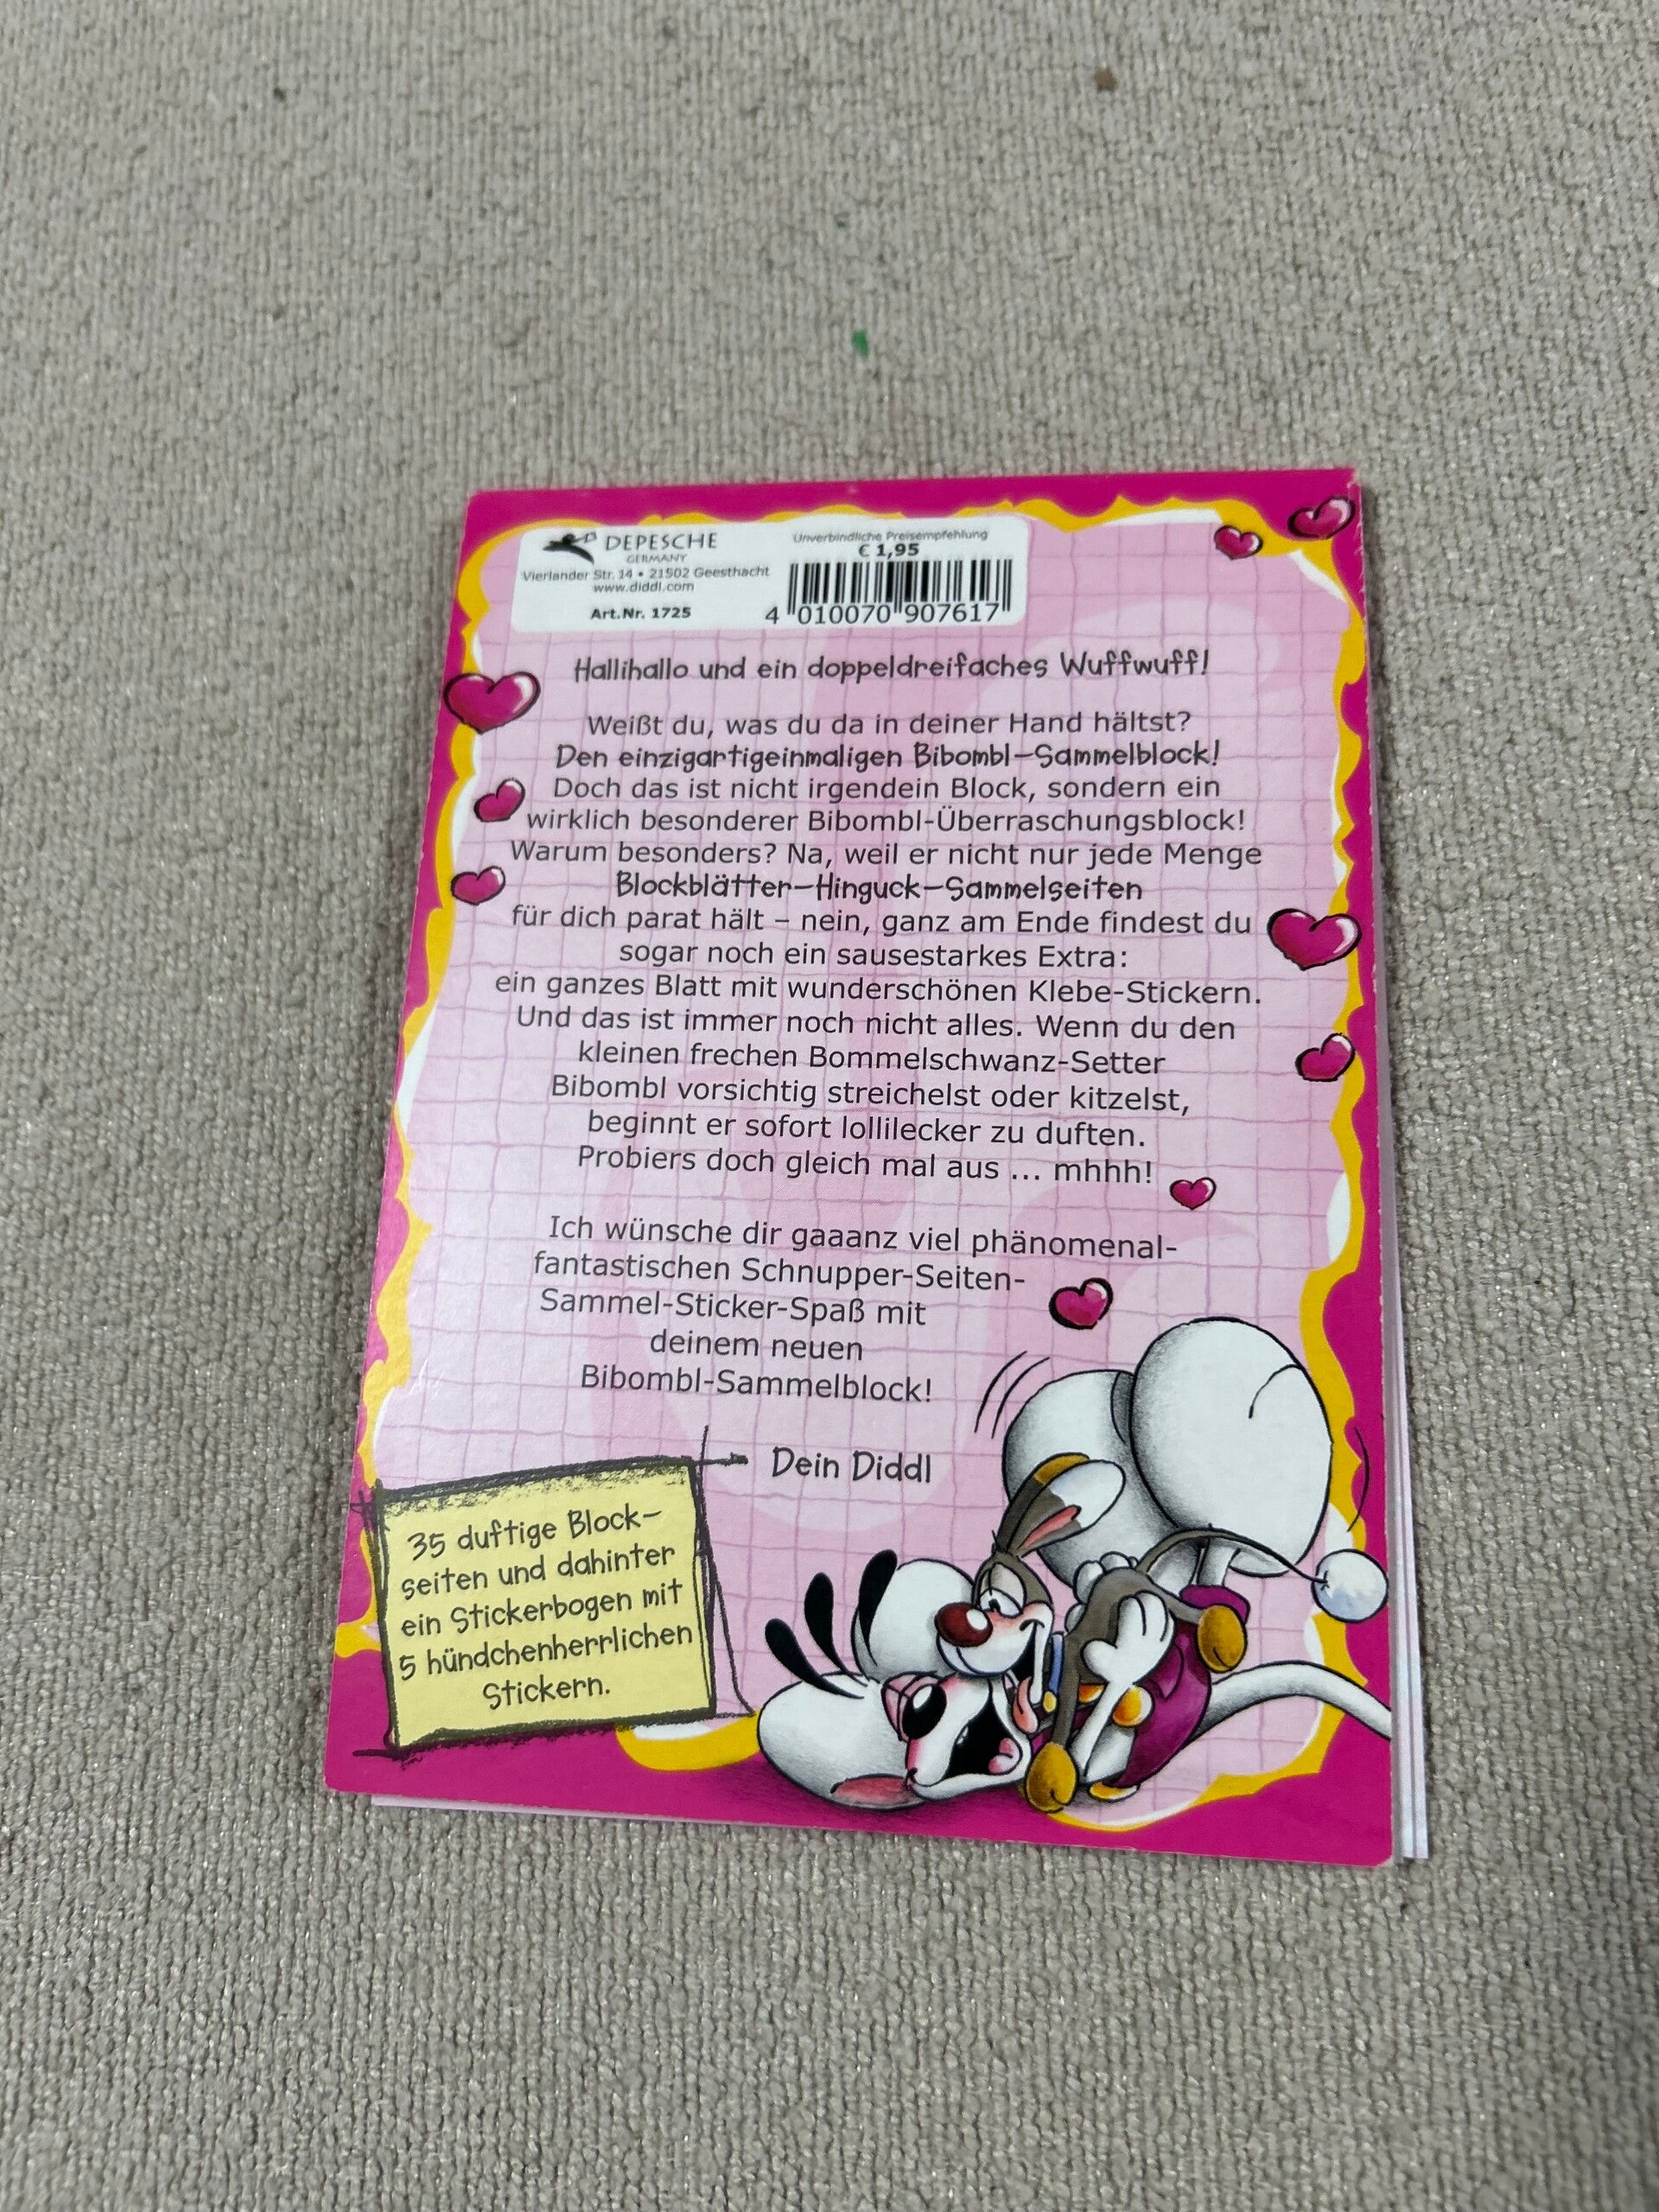 DEPESCHE
GERMANY
Vierlander Str. 14 • 21502 Geesthacht
www.diddl.com
Art.Nr. 1725
Unverbindliche Preisempfehlung
€ 1,95
4 010070 907617
Hallihallo und ein doppeldreifaches Wuffwuff!
Weißt du, was du da in deiner Hand hältst?
Den einzigartigeinmaligen Bibombl-Sammelblock!
Doch das ist nicht irgendein Block, sondern ein
wirklich besonderer Bibombl-Überraschungsblock!
Warum besonders? Na, weil er nicht nur jede Menge
Blockblätter-Hinguck-Sammelseiten
für dich parat hält – nein, ganz am Ende findest du
sogar noch ein sausestarkes Extra:
ein ganzes Blatt mit wunderschönen Klebe-Stickern.
Und das ist immer noch nicht alles. Wenn du den
kleinen frechen Bommelschwanz-Setter
Bibombl vorsichtig streichelst oder kitzelst,
beginnt er sofort lollilecker zu duften.
Probiers doch gleich mal aus ... mhhh!
Ich wünsche dir gaaanz viel phänomenal-
fantastischen Schnupper-Seiten-
Sammel-Sticker-Spaß mit
deinem neuen
Bibombl-Sammelblock!
Dein Diddl
35 duftige Block-
seiten und dahinter
ein Stickerbogen mit
5 hündchenherrlichen
Stickern.